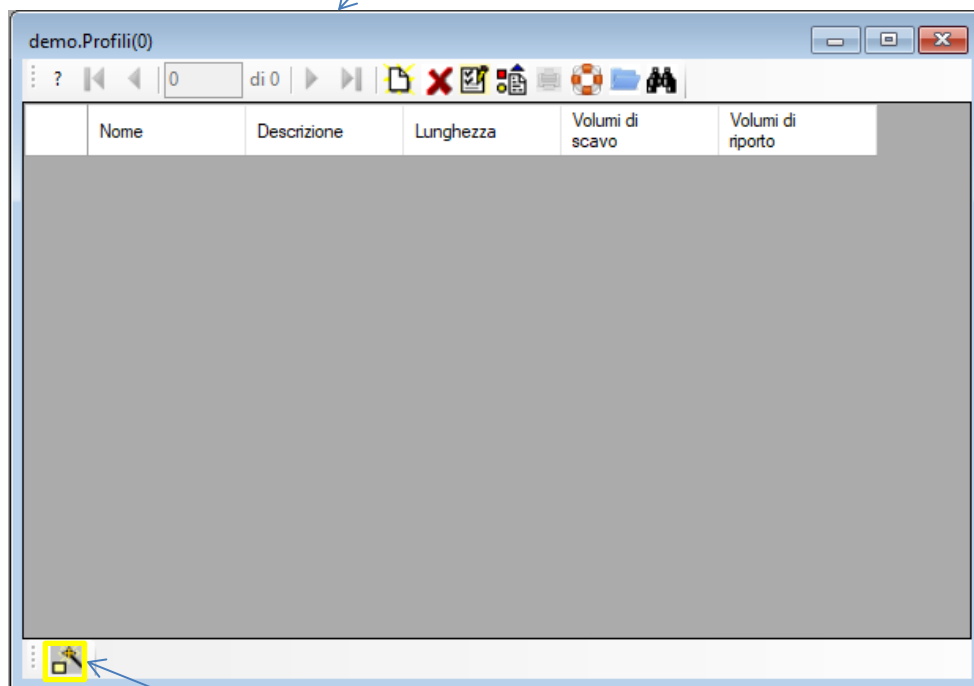 demo.Profili(0)
? 0 di 0
Nome Descrizione Lunghezza Volumi di scavo Volumi di riporto